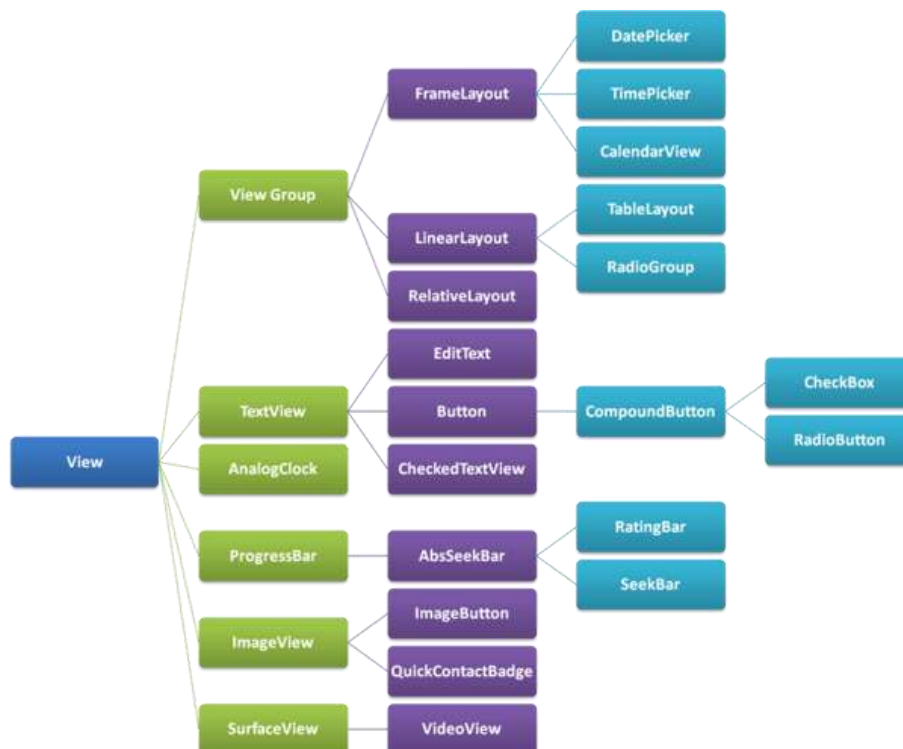 DatePicker
FrameLayout
TimePicker
CalendarView
View Group
TableLayout
LinearLayout
RadioGroup
RelativeLayout
EditText
CheckBox
TextView
Button
CompoundButton
RadioButton
View
AnalogClock
CheckedTextView
RatingBar
ProgressBar
AbsSeekBar
SeekBar
ImageButton
ImageView
QuickContactBadge
SurfaceView
VideoView